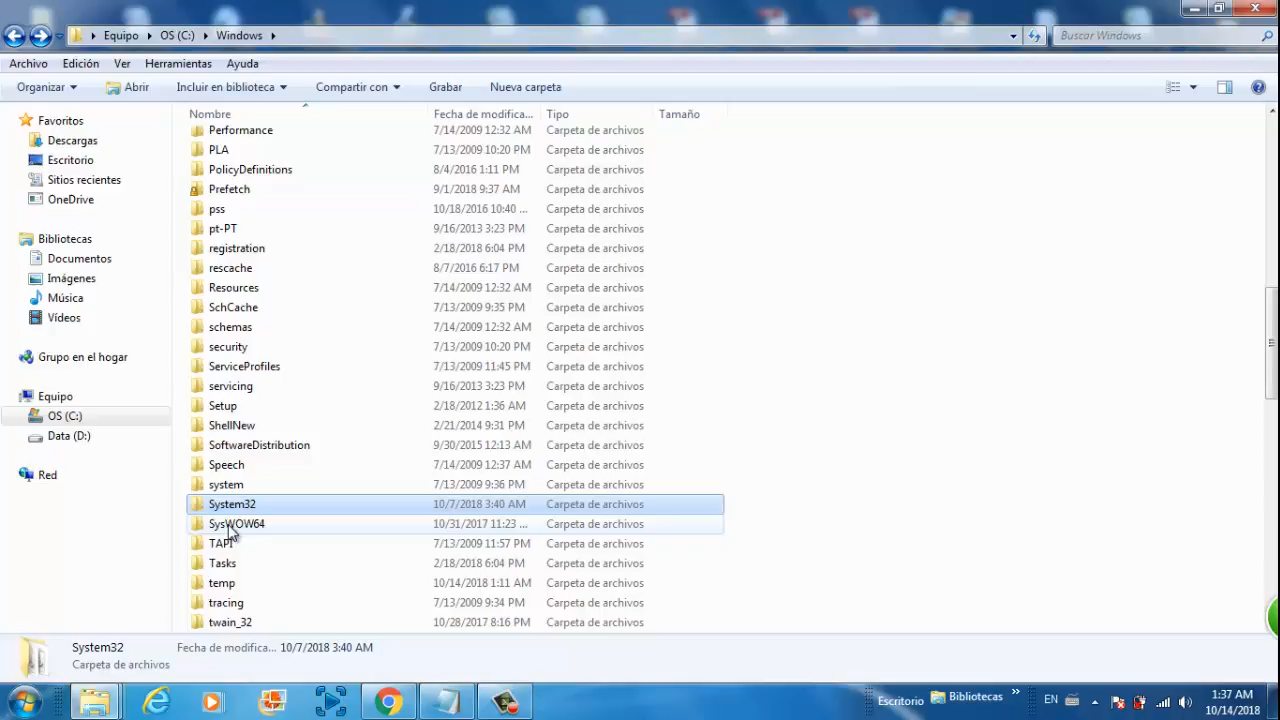 Equipo OS (C:) Windows
Buscar Windows
Archivo Edición Ver Herramientas Ayuda
Organizar Abrir Incluir en biblioteca Compartir con Grabar Nueva carpeta
Favoritos
Descargas
Escritorio
Sitios recientes
OneDrive
Bibliotecas
Documentos
Imágenes
Música
Vídeos
Grupo en el hogar
Equipo
OS (C:)
Data (D:)
Red
Nombre Fecha de modifica... Tipo Tamaño
Performance 7/14/2009 12:32 AM Carpeta de archivos
PLA 7/13/2009 10:20 PM Carpeta de archivos
PolicyDefinitions 8/4/2016 1:11 PM Carpeta de archivos
Prefetch 9/1/2018 9:37 AM Carpeta de archivos
pss 10/18/2016 10:40 ... Carpeta de archivos
pt-PT 9/16/2013 3:23 PM Carpeta de archivos
registration 2/18/2018 6:04 PM Carpeta de archivos
rescache 8/7/2016 6:17 PM Carpeta de archivos
Resources 7/14/2009 12:32 AM Carpeta de archivos
SchCache 7/13/2009 9:35 PM Carpeta de archivos
schemas 7/14/2009 12:32 AM Carpeta de archivos
security 7/13/2009 10:20 PM Carpeta de archivos
ServiceProfiles 7/13/2009 11:45 PM Carpeta de archivos
servicing 9/16/2013 3:23 PM Carpeta de archivos
Setup 2/18/2012 1:36 AM Carpeta de archivos
ShellNew 2/21/2014 9:31 PM Carpeta de archivos
SoftwareDistribution 9/30/2015 12:13 AM Carpeta de archivos
Speech 7/14/2009 12:37 AM Carpeta de archivos
system 7/13/2009 9:36 PM Carpeta de archivos
System32 10/7/2018 3:40 AM Carpeta de archivos
SysWOW64 10/31/2017 11:23 ... Carpeta de archivos
TAPI 7/13/2009 11:57 PM Carpeta de archivos
Tasks 2/18/2018 6:04 PM Carpeta de archivos
temp 10/14/2018 1:11 AM Carpeta de archivos
tracing 7/13/2009 9:34 PM Carpeta de archivos
twain_32 10/28/2017 8:16 PM Carpeta de archivos
System32 Fecha de modifica... 10/7/2018 3:40 AM
Carpeta de archivos
Escritorio Bibliotecas » EN
1:37 AM
10/14/2018